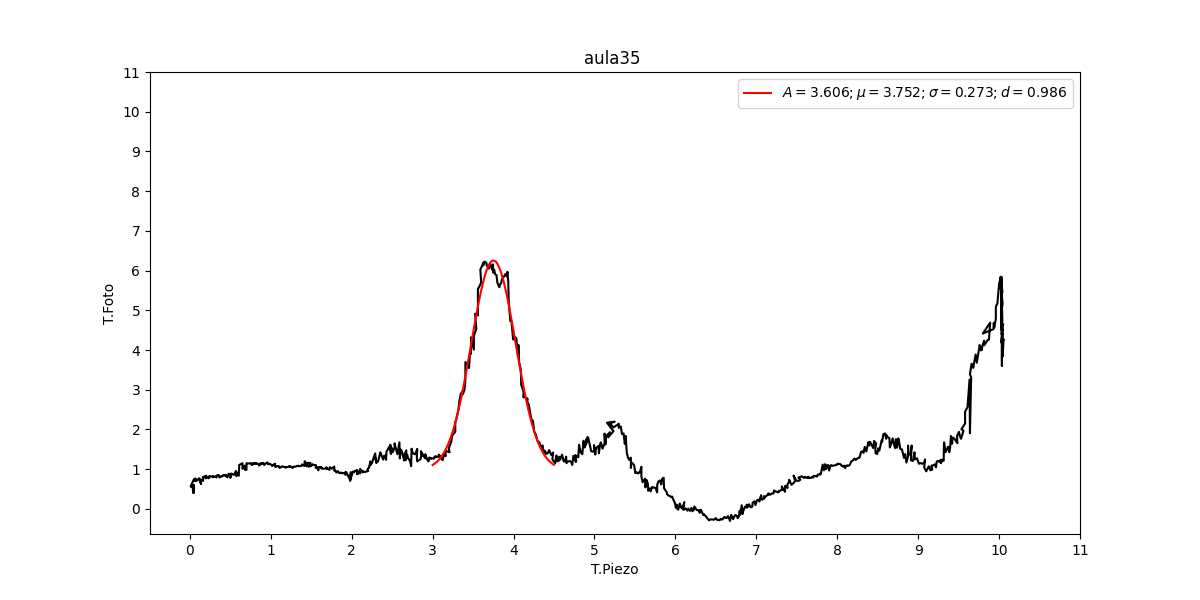 aula35
A = 3.606; μ = 3.752; σ = 0.273; d = 0.986
T.Foto
11
10
9
8
7
6
5
4
3
2
1
0
0 1 2 3 4 5 6 7 8 9 10 11
T.Piezo